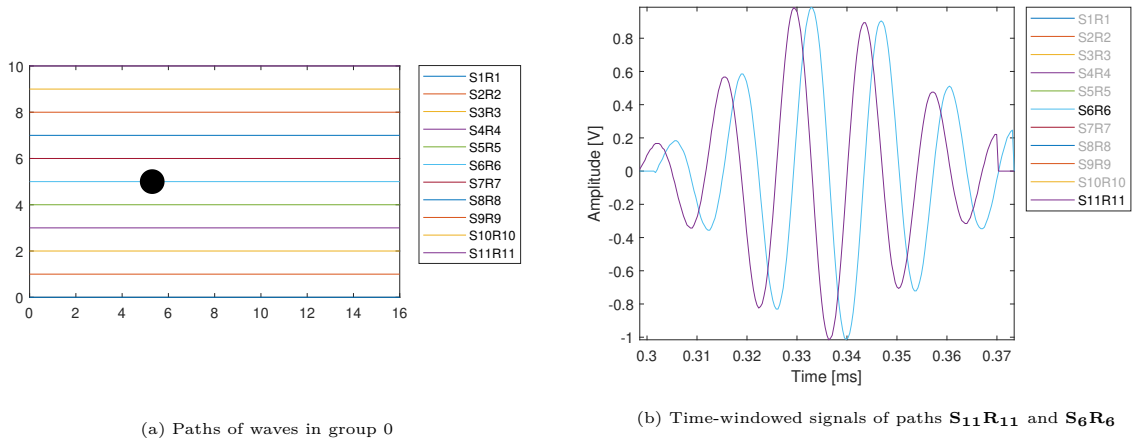 10
8
6
4
2
0
0 2 4 6 8 10 12 14 16
S1R1
S2R2
S3R3
S4R4
S5R5
S6R6
S7R7
S8R8
S9R9
S10R10
S11R11
(a) Paths of waves in group 0
Amplitude [V]
0.8
0.6
0.4
0.2
0
-0.2
-0.4
-0.6
-0.8
-1
0.3 0.31 0.32 0.33 0.34 0.35 0.36 0.37
Time [ms]
S1R1
S2R2
S3R3
S4R4
S5R5
S6R6
S7R7
S8R8
S9R9
S10R10
S11R11
(b) Time-windowed signals of paths S₁₁R₁₁ and S₆R₆